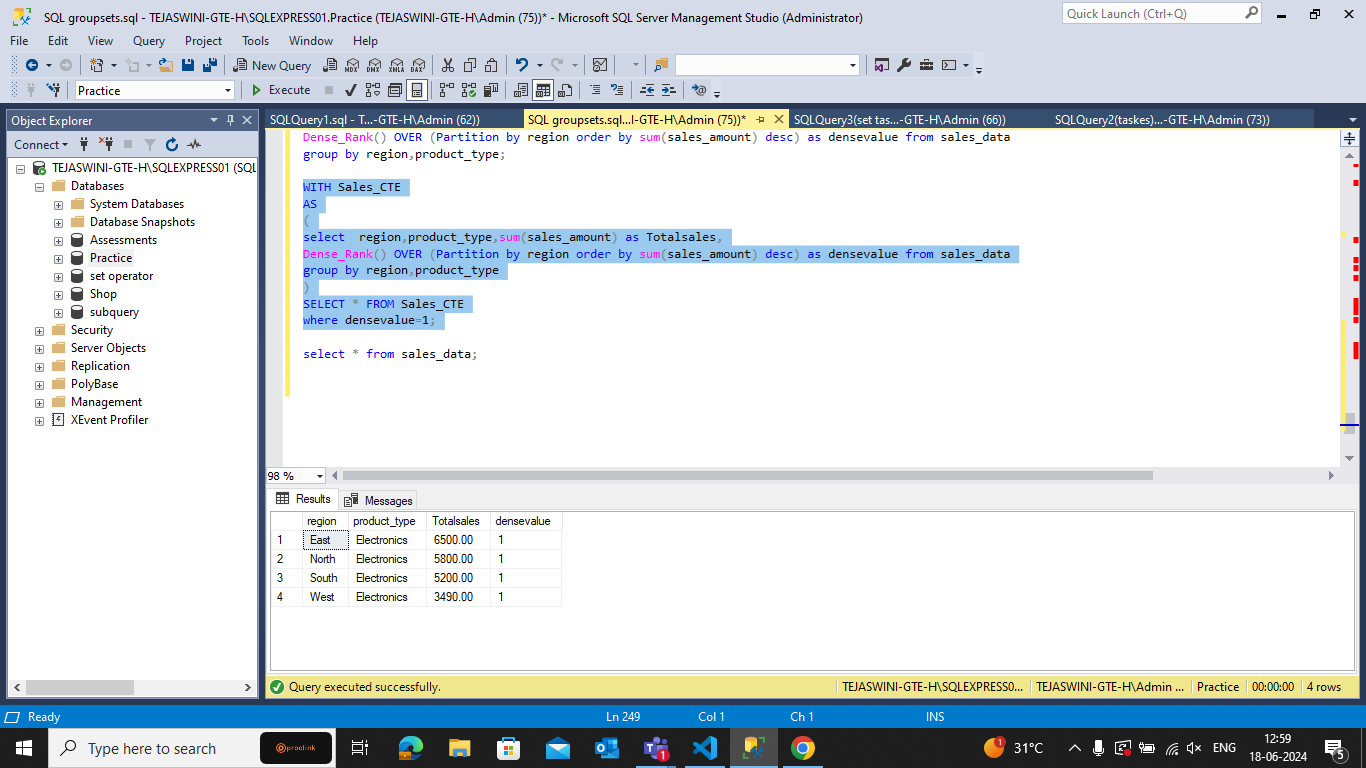 SQL groupsets.sql - TEJASWINI-GTE-H\SQLEXPRESS01.Practice (TEJASWINI-GTE-H\Admin (75))* - Microsoft SQL Server Management Studio (Administrator)
Quick Launch (Ctrl+Q)
File Edit View Query Project Tools Window Help
New Query MDX DMX XMLA DAX
Practice Execute
Object Explorer
SQLQuery1.sql - T...-GTE-H\Admin (62))
SQL groupsets.sql...I-GTE-H\Admin (75))*
SQLQuery3(set tas...-GTE-H\Admin (66))
SQLQuery2(taskes)...-GTE-H\Admin (73))
Connect
TEJASWINI-GTE-H\SQLEXPRESS01 (SQL
Databases
System Databases
Database Snapshots
Assessments
Practice
set operator
Shop
subquery
Security
Server Objects
Replication
PolyBase
Management
XEvent Profiler
Dense_Rank() OVER (Partition by region order by sum(sales_amount) desc) as densevalue from sales_data
group by region,product_type;
WITH Sales_CTE
AS
(
select  region,product_type,sum(sales_amount) as Totalsales,
Dense_Rank() OVER (Partition by region order by sum(sales_amount) desc) as densevalue from sales_data
group by region,product_type
)
SELECT * FROM Sales_CTE
where densevalue=1;
select * from sales_data;
98 %
Results Messages
region product_type Totalsales densevalue
1 East Electronics 6500.00 1
2 North Electronics 5800.00 1
3 South Electronics 5200.00 1
4 West Electronics 3490.00 1
Query executed successfully.
TEJASWINI-GTE-H\SQLEXPRESS0... TEJASWINI-GTE-H\Admin ... Practice 00:00:00 4 rows
Ready Ln 249 Col 1 Ch 1 INS
Type here to search
proclink
1
1
31°C
ENG
12:59
18-06-2024
5